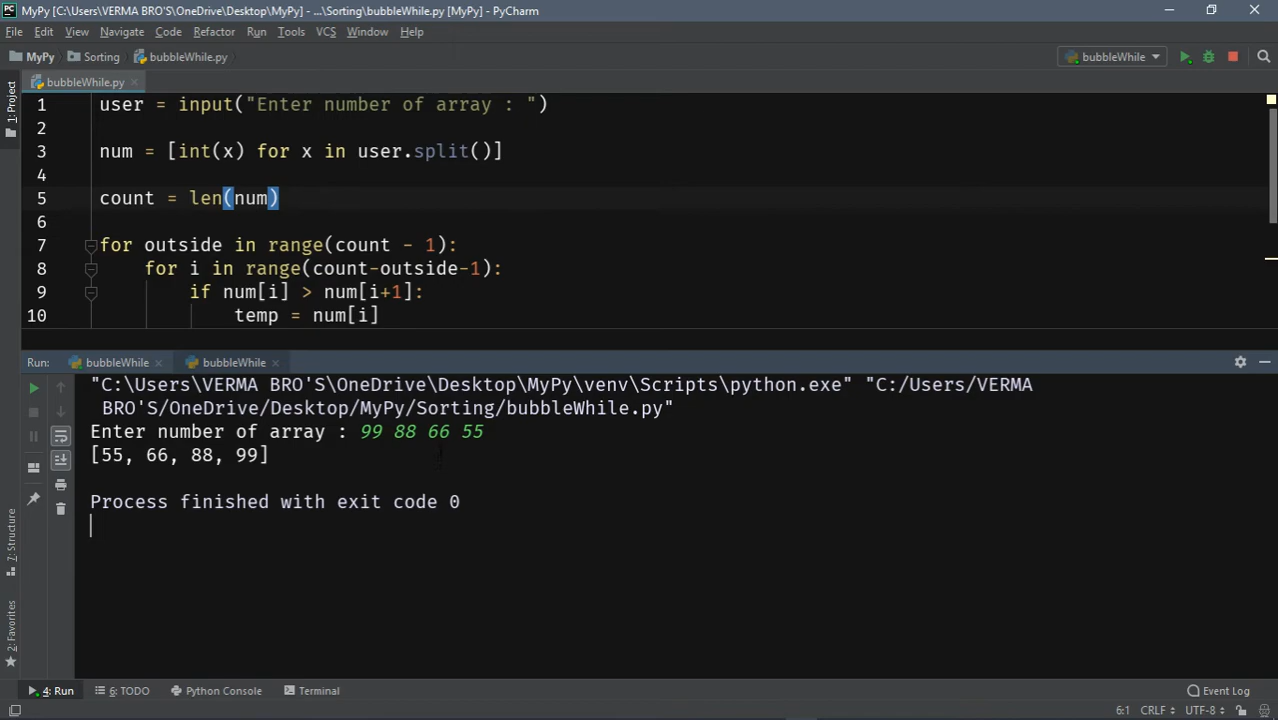 MyPy [C:\Users\VERMA BRO'S\OneDrive\Desktop\MyPy] - ...\Sorting\bubbleWhile.py [MyPy] - PyCharm
File Edit View Navigate Code Refactor Run Tools VCS Window Help
MyPy Sorting bubbleWhile.py bubbleWhile
bubbleWhile.py
1: Project
1 user = input("Enter number of array : ")
2
3 num = [int(x) for x in user.split()]
4
5 count = len(num)
6
7 for outside in range(count - 1):
8 for i in range(count-outside-1):
9 if num[i] > num[i+1]:
10 temp = num[i]
Run: bubbleWhile bubbleWhile
"C:\Users\VERMA BRO'S\OneDrive\Desktop\MyPy\venv\Scripts\python.exe" "C:/Users/VERMA
BRO'S/OneDrive/Desktop/MyPy/Sorting/bubbleWhile.py"
Enter number of array : 99 88 66 55
[55, 66, 88, 99]
Process finished with exit code 0
7: Structure
2: Favorites
4: Run 6: TODO Python Console Terminal Event Log
6:1 CRLF UTF-8